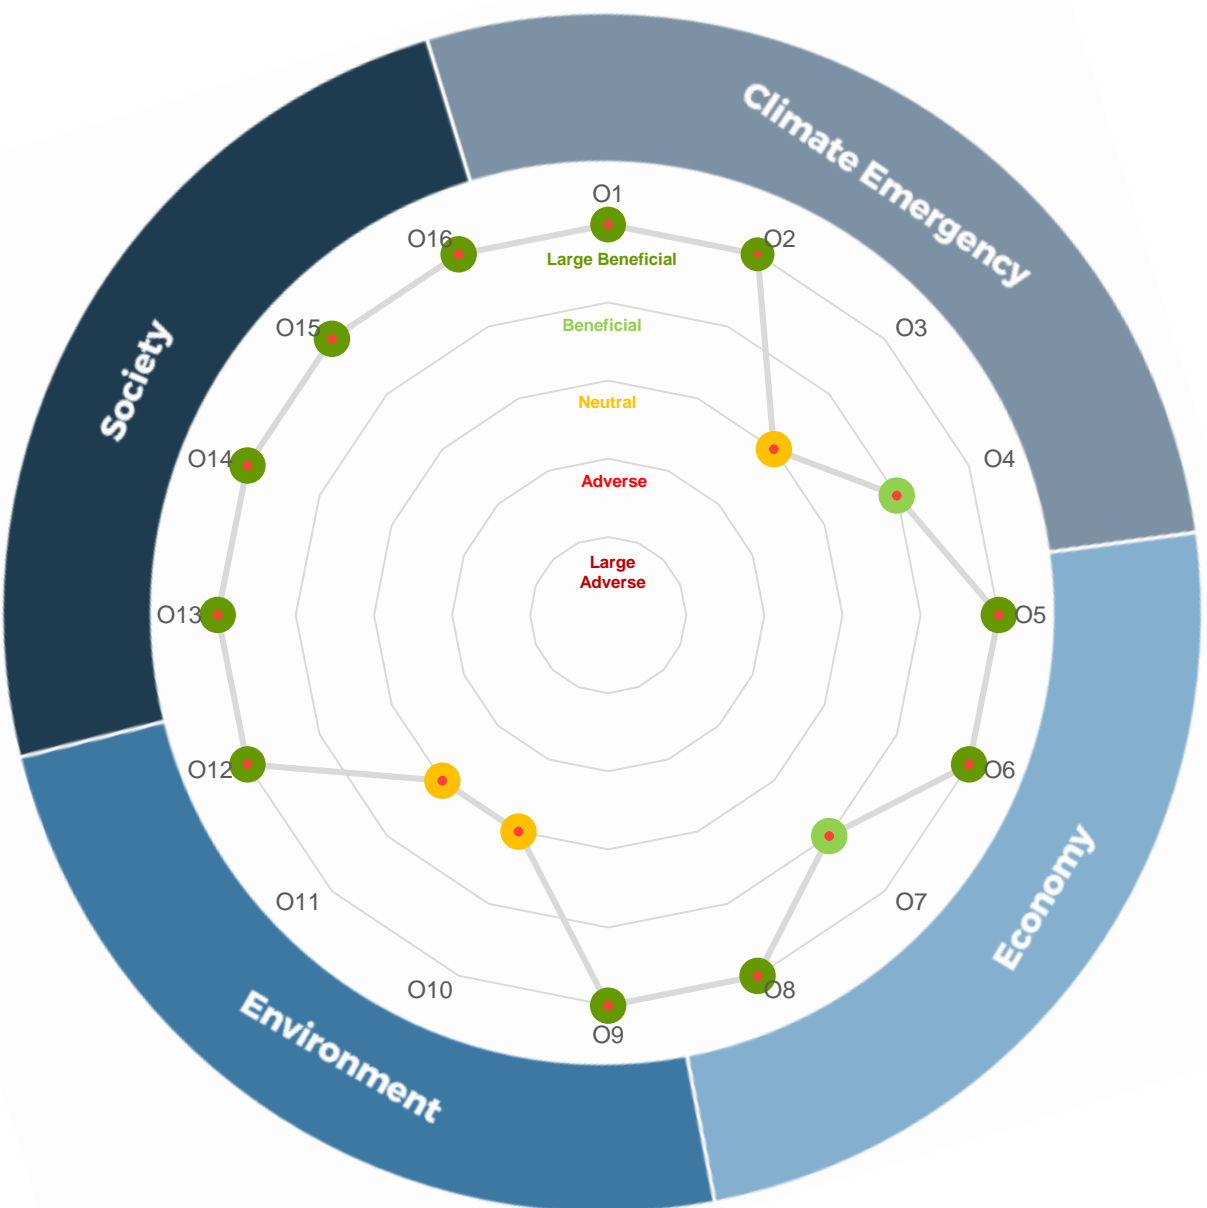 Climate Emergency
Society
O1
O16
O2
Large Beneficial
O15
Beneficial
O3
Neutral
O14
Adverse
O4
Large
Adverse
O13
O5
O12
O6
O11
O7
Economy
O10
O8
O9
Environment